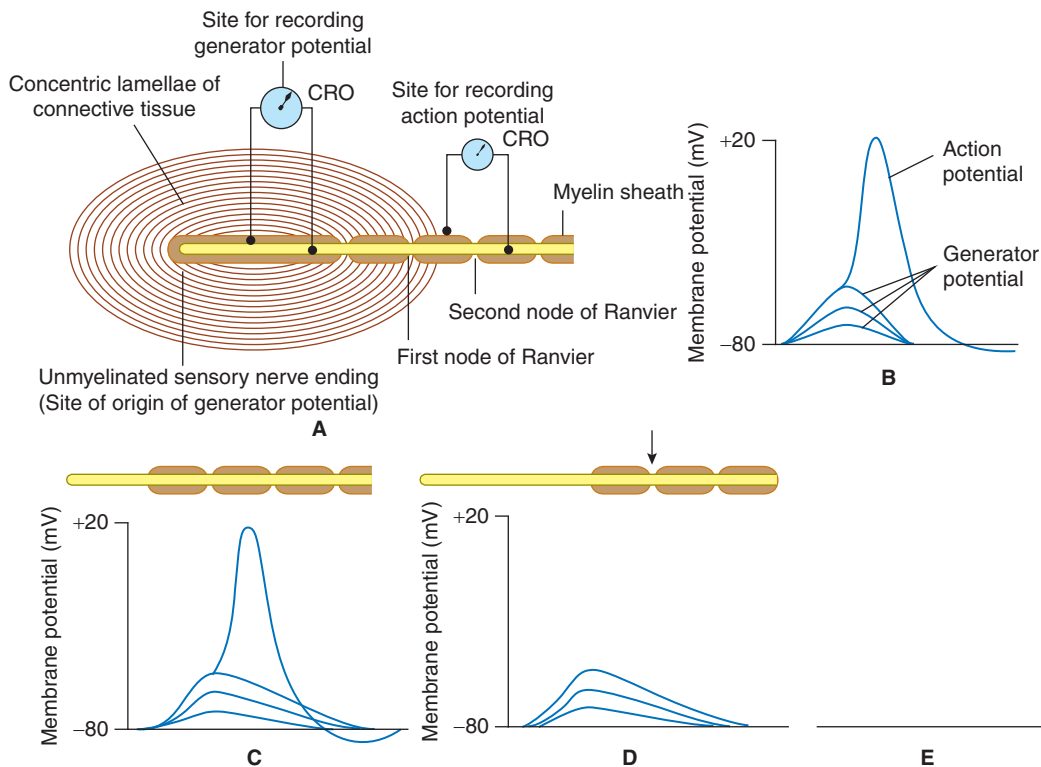 Site for recording
generator potential
Concentric lamellae of
connective tissue
CRO
Site for recording
action potential
CRO
Myelin sheath
Second node of Ranvier
First node of Ranvier
Unmyelinated sensory nerve ending
(Site of origin of generator potential)
A
+20
Membrane potential (mV)
−80
Action
potential
Generator
potential
B
+20
Membrane potential (mV)
−80
C
+20
Membrane potential (mV)
−80
D
E